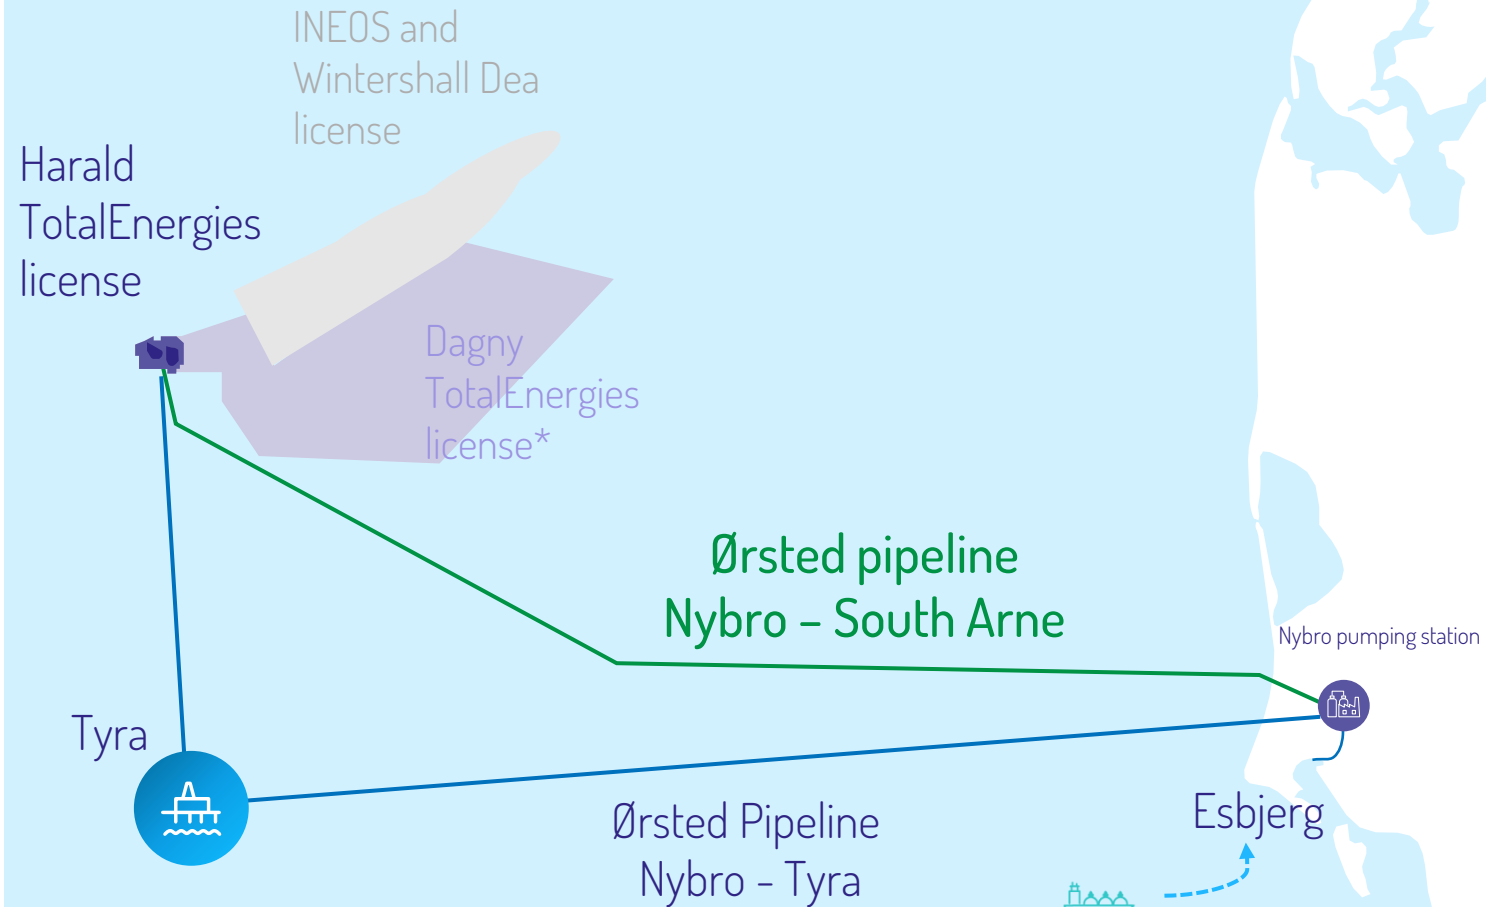 INEOS and
Wintershall Dea
license
Harald
TotalEnergies
license
Dagny
TotalEnergies
license*
Ørsted pipeline
Nybro – South Arne
Nybro pumping station
Tyra
Esbjerg
Ørsted Pipeline
Nybro - Tyra